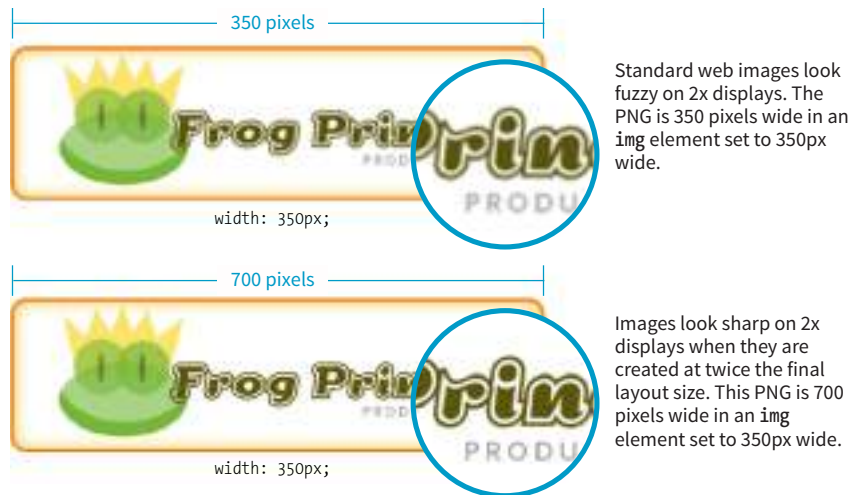 350 pixels
Frog Prin
PRODU
rin
PRODU
width: 350px;
Standard web images look
fuzzy on 2x displays. The
PNG is 350 pixels wide in an
img element set to 350px
wide.
700 pixels
Frog Prin
PRODU
rin
PRODU
width: 350px;
Images look sharp on 2x
displays when they are
created at twice the final
layout size. This PNG is 700
pixels wide in an img
element set to 350px wide.